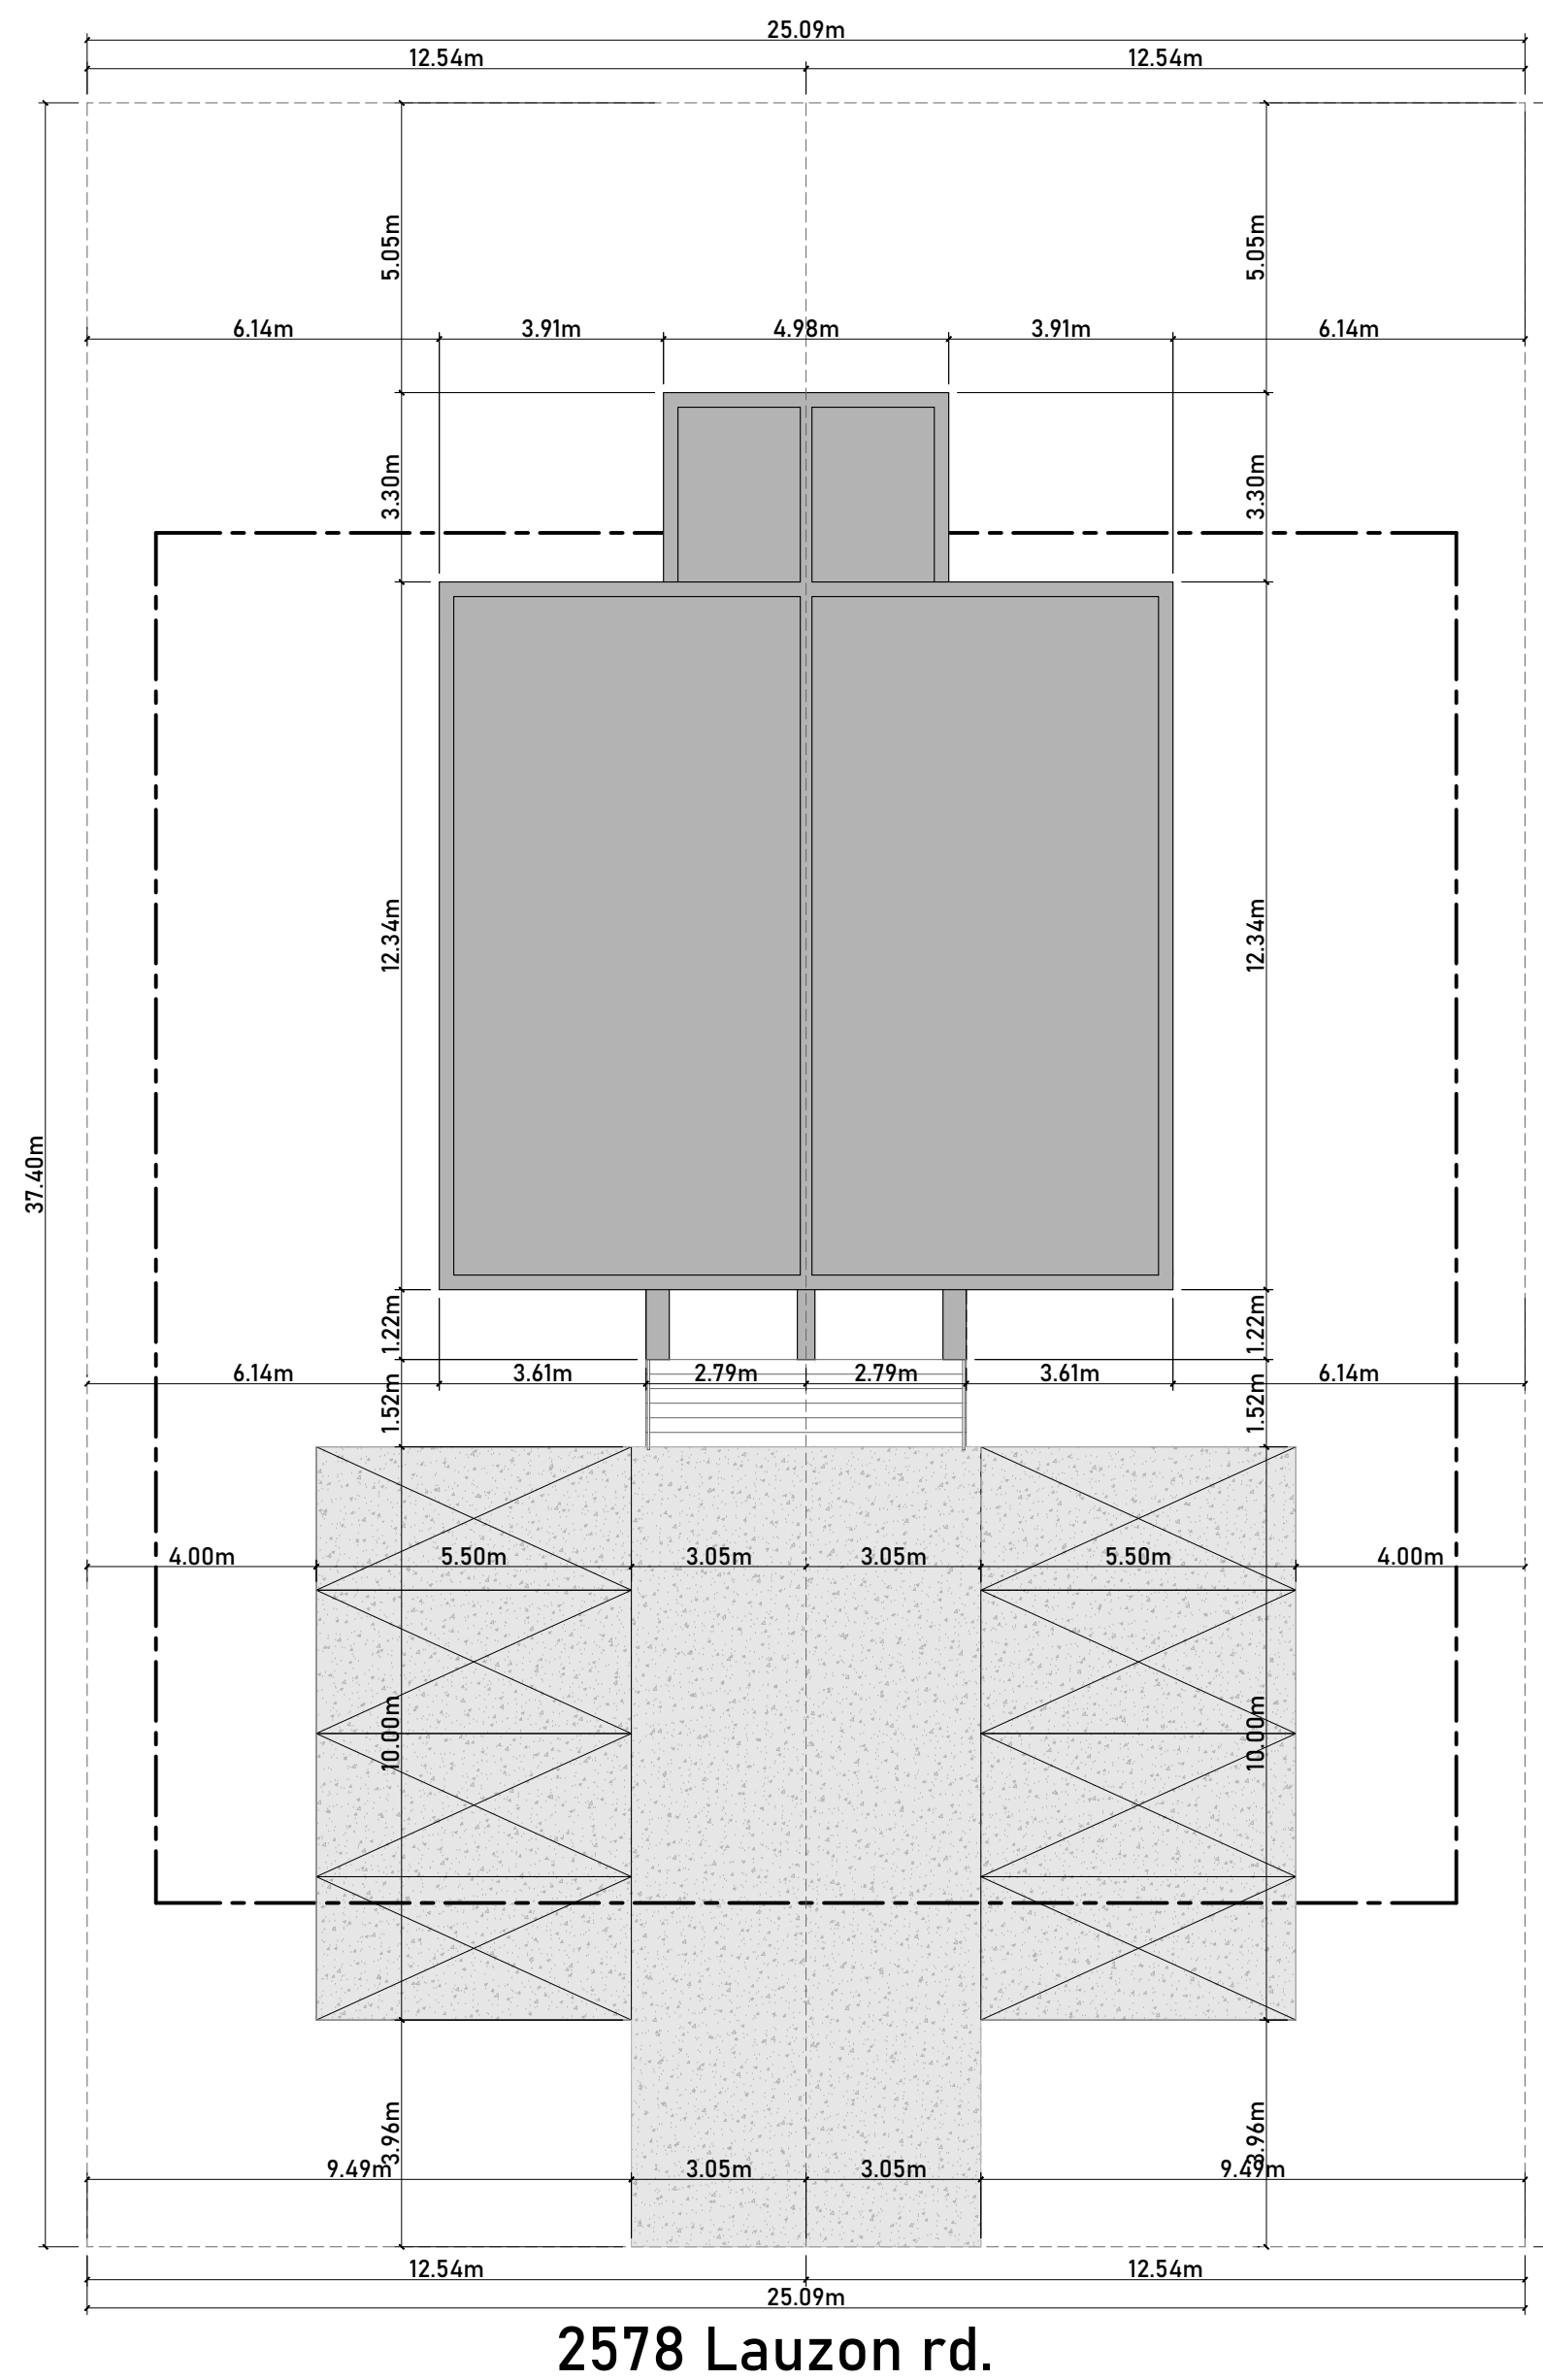 25.09m
12.54m 12.54m
5.05m 5.05m
6.14m 3.91m 4.98m 3.91m 6.14m
3.30m 3.30m
12.34m 12.34m
37.40m
1.22m 1.22m
6.14m 3.61m 2.79m 2.79m 3.61m 6.14m
1.52m 1.52m
4.00m 5.50m 3.05m 3.05m 5.50m 4.00m
10.00m 10.00m
3.96m 3.96m
9.49m 3.05m 3.05m 9.49m
12.54m 12.54m
25.09m
2578 Lauzon rd.